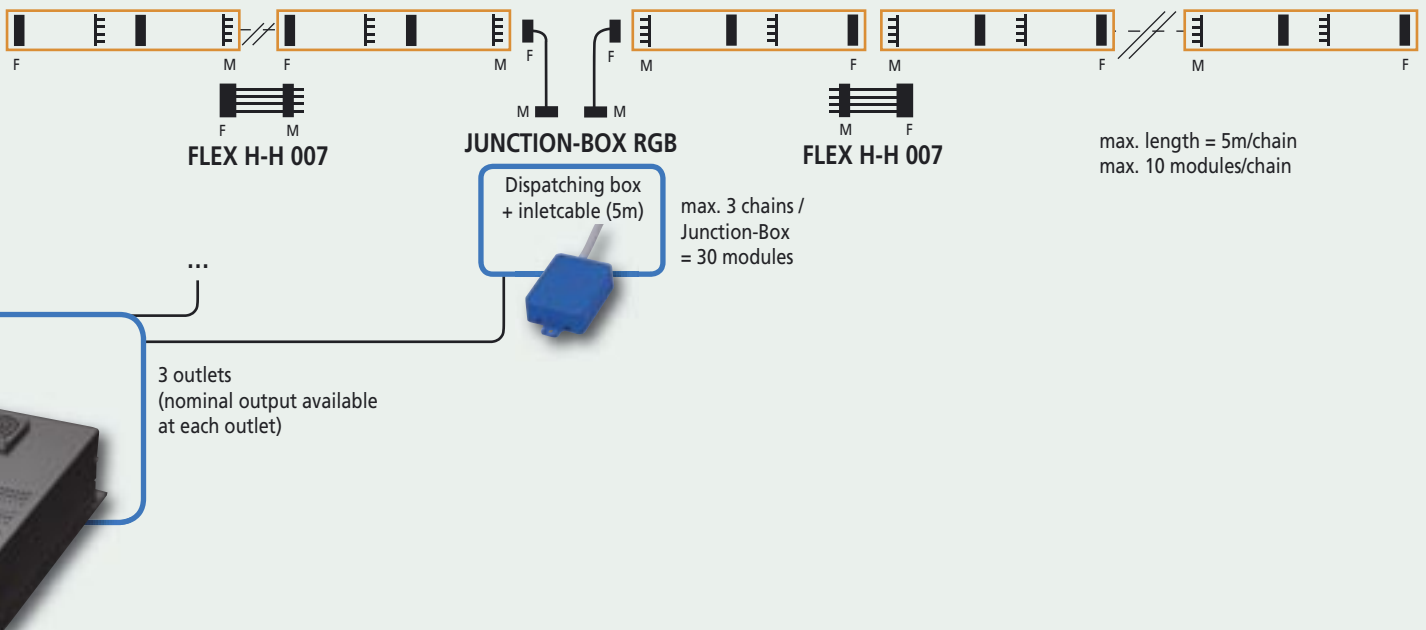 F M F M F F M F M F M F
M M
F M
M F
FLEX H-H 007
JUNCTION-BOX RGB
FLEX H-H 007
max. length = 5m/chain
max. 10 modules/chain
Dispatching box
+ inletcable (5m)
max. 3 chains /
Junction-Box
= 30 modules
...
3 outlets
(nominal output available
at each outlet)